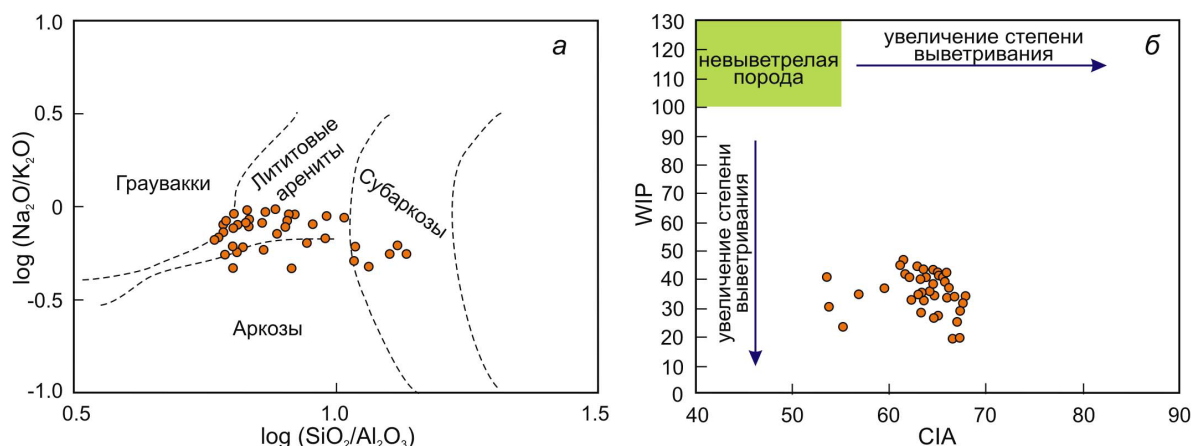 1.0
0.5
0
-0.5
-1.0
0.5
1.0
1.5
log (Na₂O/K₂O)
log (SiO₂/Al₂O₃)
а
Граувакки
Лититовые
арениты
Субаркозы
Аркозы
130
120
110
100
90
80
70
60
50
40
30
20
10
0
40
50
60
70
80
90
WIP
CIA
б
невыветрелая
порода
увеличение степени
выветривания
увеличение степени
выветривания